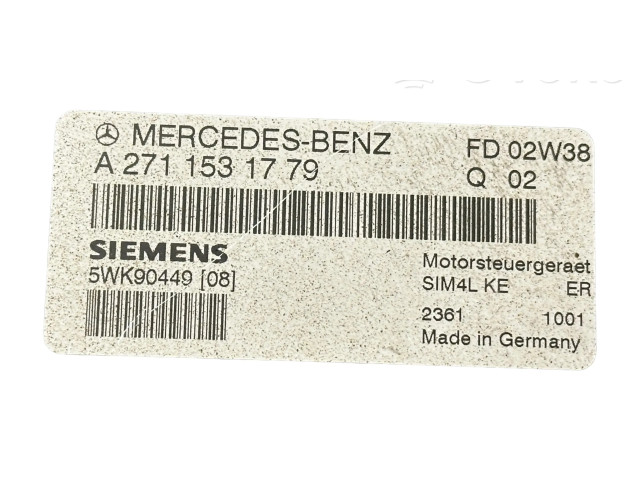 MERCEDES-BENZ
FD 02W38
A 271 153 17 79
Q 02
SIEMENS
5WK90449 [08]
Motorsteuergeraet
SIM4L KE ER
2361 1001
Made in Germany